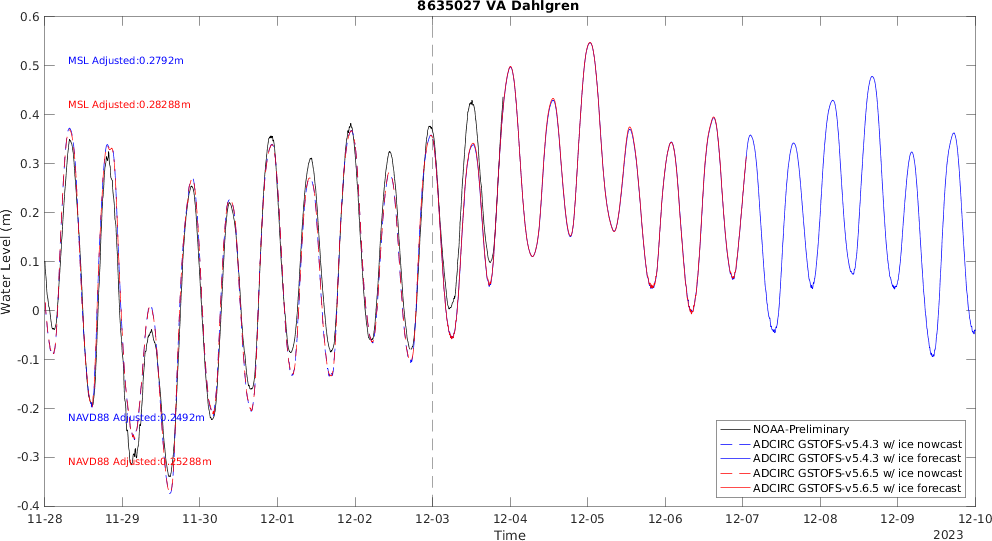 8635027 VA Dahlgren
0.6
0.5
0.4
0.3
0.2
0.1
0
-0.1
-0.2
-0.3
-0.4
Water Level (m)
MSL Adjusted:0.2792m
MSL Adjusted:0.28288m
NAVD88 Adjusted:0.2492m
NAVD88 Adjusted:0.25288m
NOAA-Preliminary
ADCIRC GSTOFS-v5.4.3 w/ ice nowcast
ADCIRC GSTOFS-v5.4.3 w/ ice forecast
ADCIRC GSTOFS-v5.6.5 w/ ice nowcast
ADCIRC GSTOFS-v5.6.5 w/ ice forecast
11-28 11-29 11-30 12-01 12-02 12-03 12-04 12-05 12-06 12-07 12-08 12-09 12-10
Time
2023